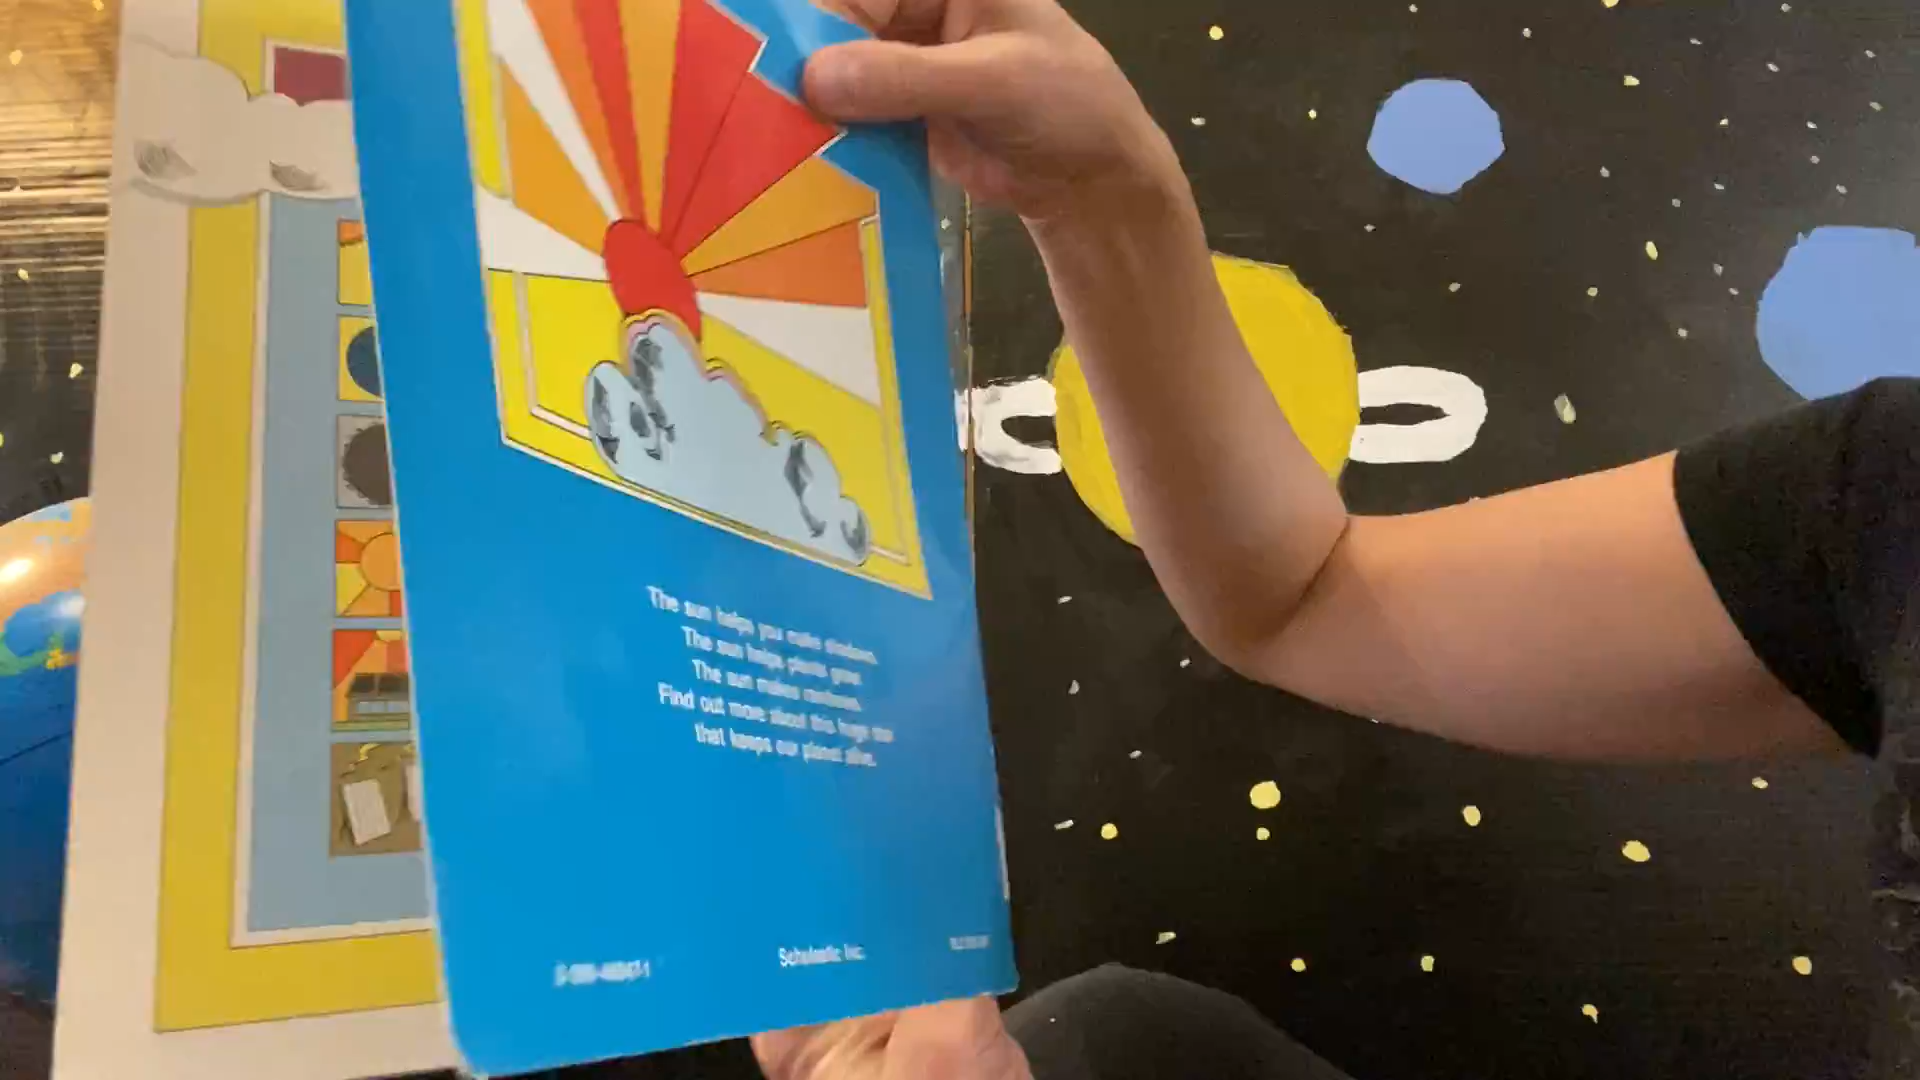 The sun helps you make shadows.
The sun helps plants grow.
The sun makes rainbows.
Find out more about this huge star
that keeps our planet alive.
Scholastic Inc.